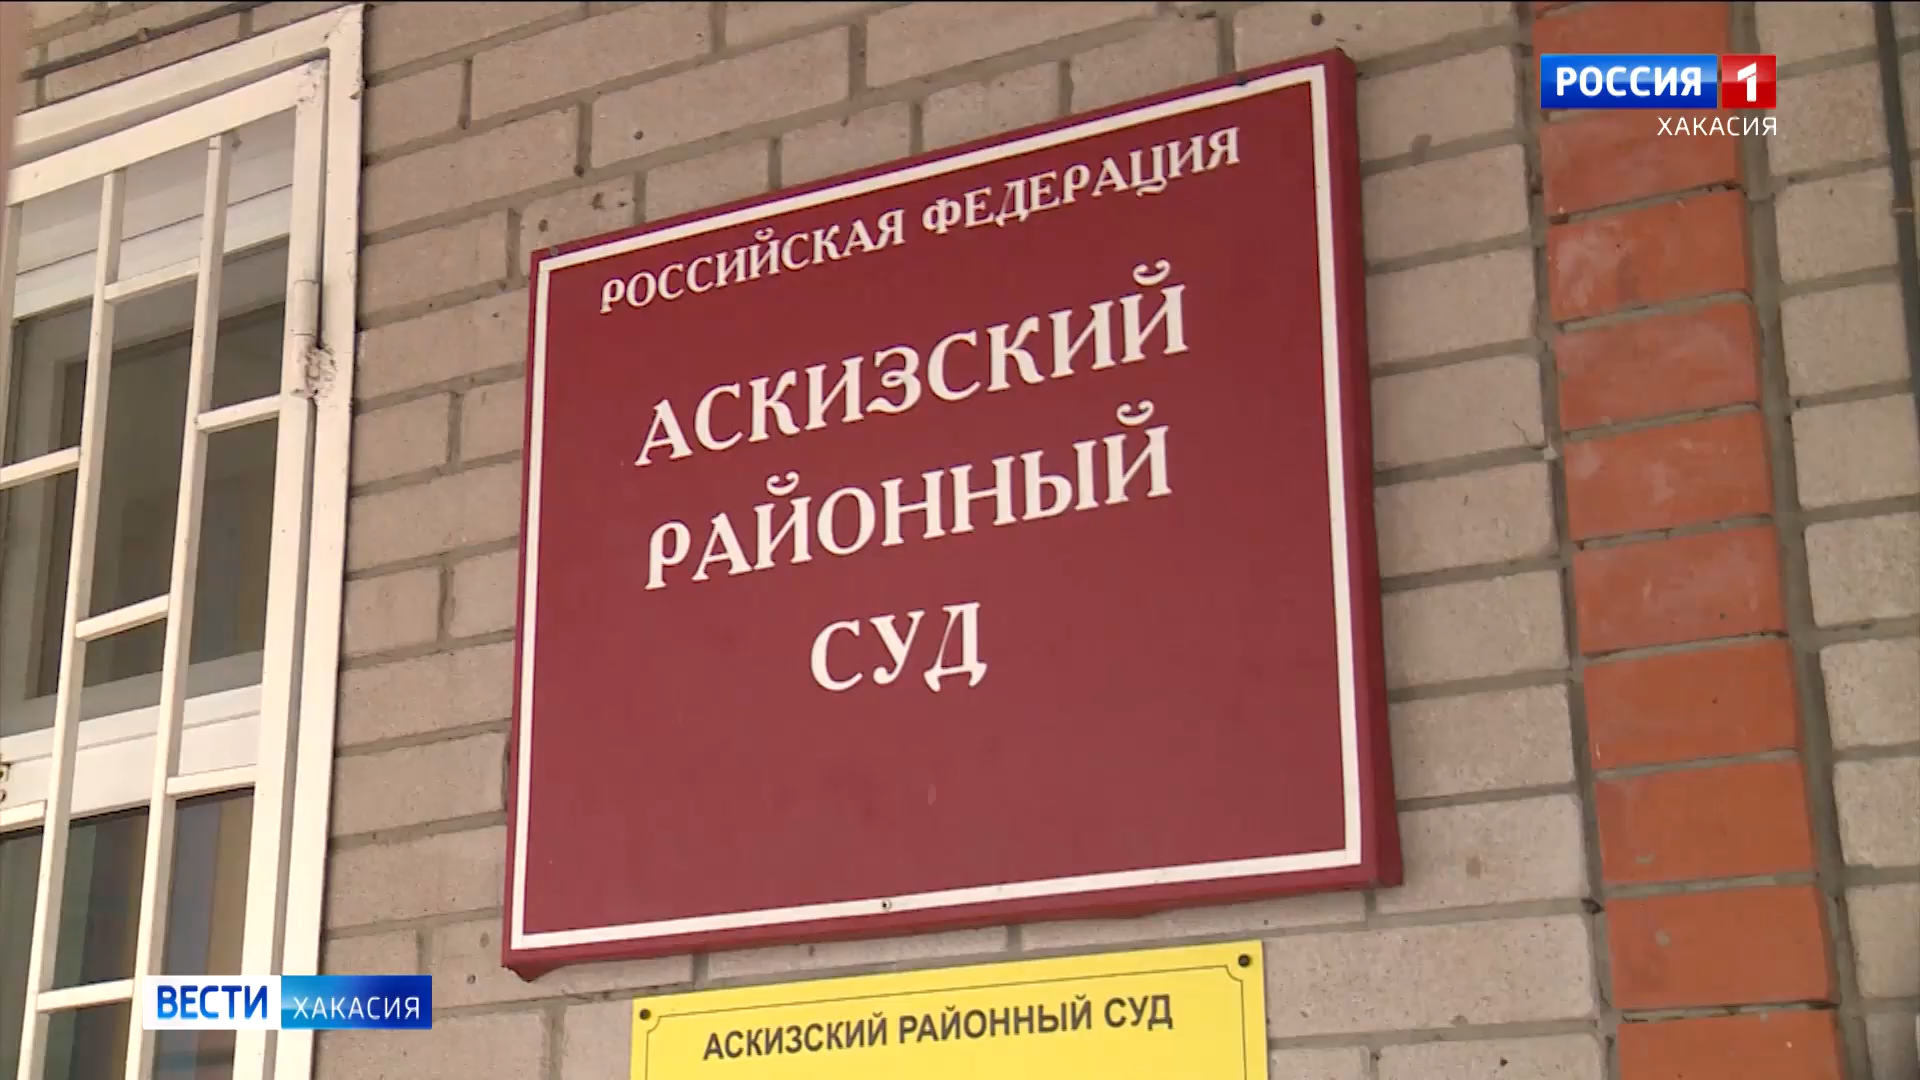 РОССИЯ 1
ХАКАСИЯ
РОССИЙСКАЯ ФЕДЕРАЦИЯ
АСКИЗСКИЙ
РАЙОННЫЙ
СУД
ВЕСТИ ХАКАСИЯ
АСКИЗСКИЙ РАЙОННЫЙ СУД